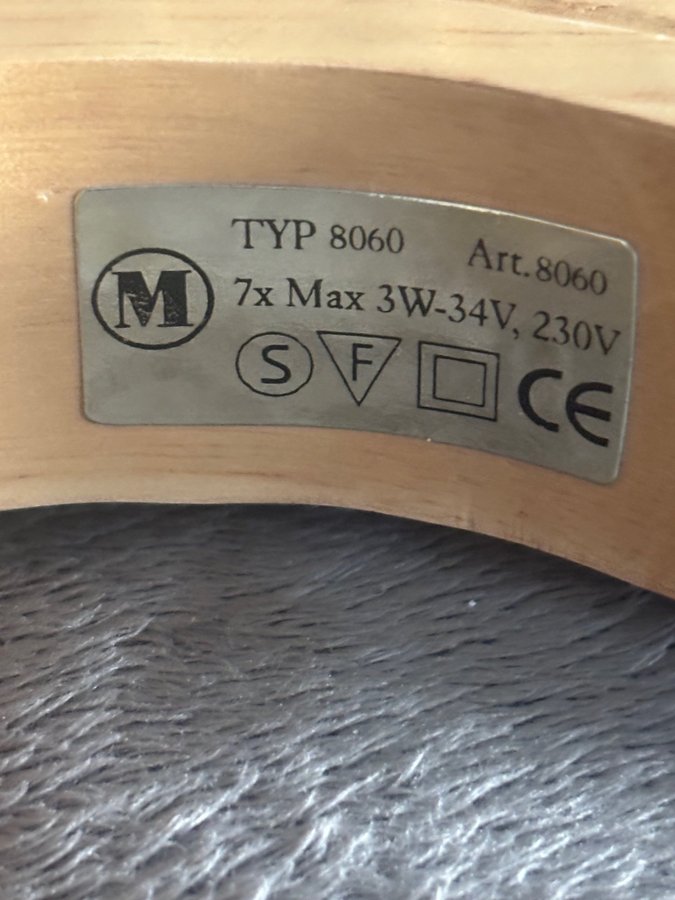 TYP 8060 Art. 8060
M
7x Max 3W-34V, 230V
S F CE